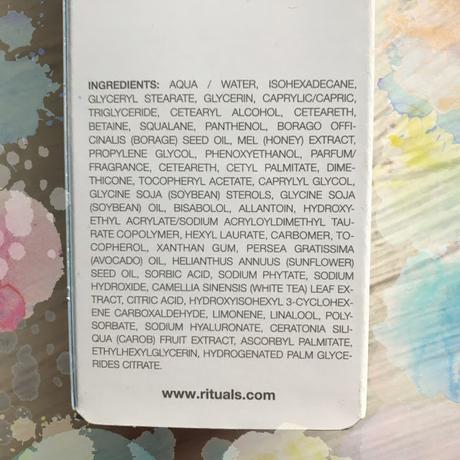 INGREDIENTS: AQUA / WATER, ISOHEXADECANE,
GLYCERYL STEARATE, GLYCERIN, CAPRYLIC/CAPRIC,
TRIGLYCERIDE, CETEARYL ALCOHOL, CETEARETH,
BETAINE, SQUALANE, PANTHENOL, BORAGO OFFI-
CINALIS (BORAGE) SEED OIL, MEL (HONEY) EXTRACT,
PROPYLENE GLYCOL, PHENOXYETHANOL, PARFUM/
FRAGRANCE, CETEARETH, CETYL PALMITATE, DIME-
THICONE, TOCOPHERYL ACETATE, CAPRYLYL GLYCOL,
GLYCINE SOJA (SOYBEAN) STEROLS, GLYCINE SOJA
(SOYBEAN) OIL, BISABOLOL, ALLANTOIN, HYDROXY-
ETHYL ACRYLATE/SODIUM ACRYLOYLDIMETHYL TAU-
RATE COPOLYMER, HEXYL LAURATE, CARBOMER, TO-
COPHEROL, XANTHAN GUM, PERSEA GRATISSIMA
(AVOCADO) OIL, HELIANTHUS ANNUUS (SUNFLOWER)
SEED OIL, SORBIC ACID, SODIUM PHYTATE, SODIUM
HYDROXIDE, CAMELLIA SINENSIS (WHITE TEA) LEAF EX-
TRACT, CITRIC ACID, HYDROXYISOHEXYL 3-CYCLOHEX-
ENE CARBOXALDEHYDE, LIMONENE, LINALOOL, POLY-
SORBATE, SODIUM HYALURONATE, CERATONIA SILI-
QUA (CAROB) FRUIT EXTRACT, ASCORBYL PALMITATE,
ETHYLHEXYLGLYCERIN, HYDROGENATED PALM GLYCE-
RIDES CITRATE.
www.rituals.com